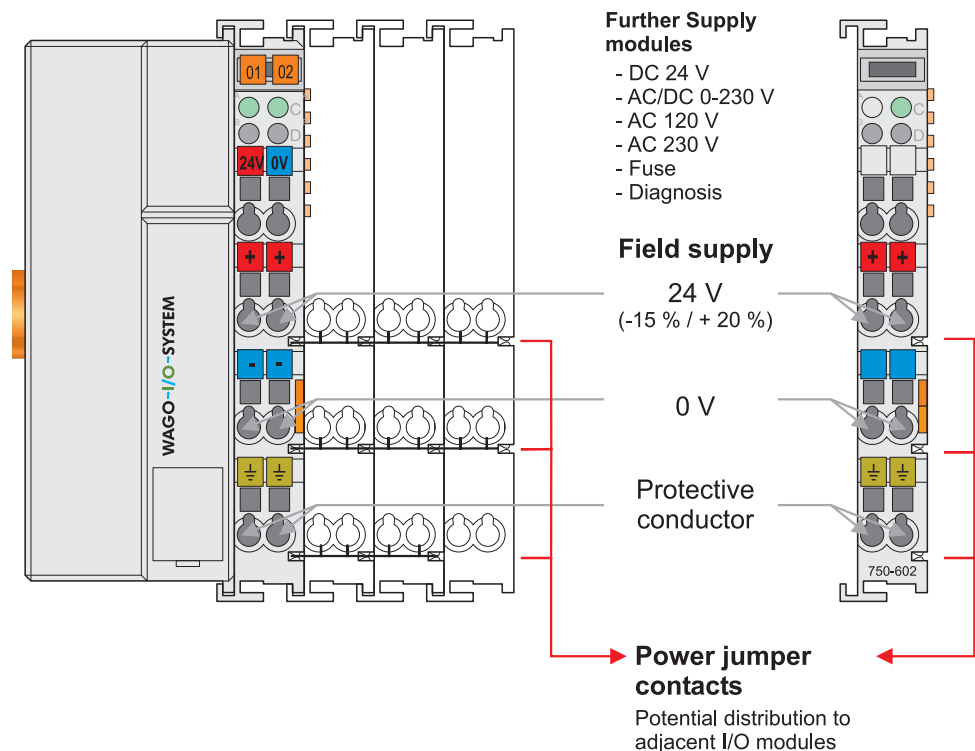 Further Supply
modules
- DC 24 V
- AC/DC 0-230 V
- AC 120 V
- AC 230 V
- Fuse
- Diagnosis
Field supply
24 V
(-15 % / + 20 %)
0 V
Protective
conductor
Power jumper
contacts
Potential distribution to
adjacent I/O modules
01 02
A
C
B
D
24V 0V
+ +
- -
WAGO-I/O-SYSTEM
A
C
B
D
+ +
750-602